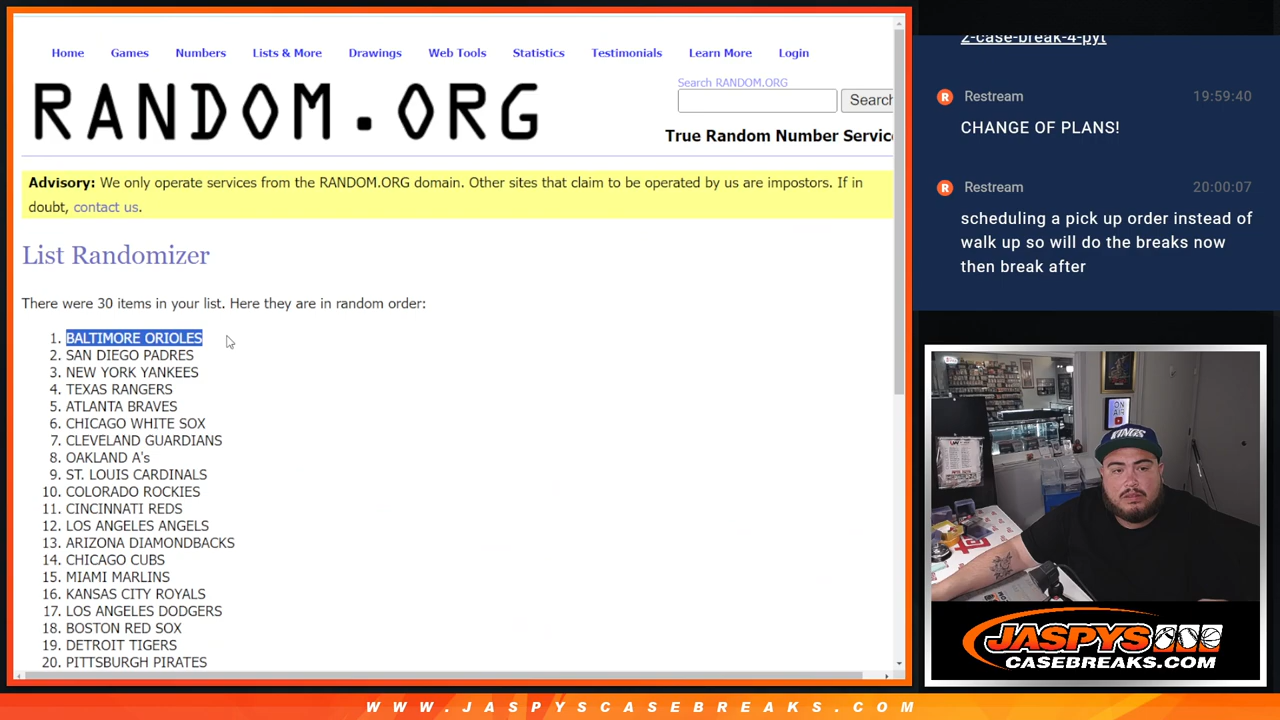 Home Games Numbers Lists & More Drawings Web Tools Statistics Testimonials Learn More Login
Search RANDOM.ORG
RANDOM.ORG
Search
True Random Number Servic
Advisory: We only operate services from the RANDOM.ORG domain. Other sites that claim to be operated by us are impostors. If in
doubt, contact us.
List Randomizer
There were 30 items in your list. Here they are in random order:
1. BALTIMORE ORIOLES
2. SAN DIEGO PADRES
3. NEW YORK YANKEES
4. TEXAS RANGERS
5. ATLANTA BRAVES
6. CHICAGO WHITE SOX
7. CLEVELAND GUARDIANS
8. OAKLAND A's
9. ST. LOUIS CARDINALS
10. COLORADO ROCKIES
11. CINCINNATI REDS
12. LOS ANGELES ANGELS
13. ARIZONA DIAMONDBACKS
14. CHICAGO CUBS
15. MIAMI MARLINS
16. KANSAS CITY ROYALS
17. LOS ANGELES DODGERS
18. BOSTON RED SOX
19. DETROIT TIGERS
20. PITTSBURGH PIRATES
2-case-break-4-pyt
R Restream 19:59:40
CHANGE OF PLANS!
R Restream 20:00:07
scheduling a pick up order instead of
walk up so will do the breaks now
then break after
ON
AIR
KINGS
JASPYS
CASEBREAKS.COM
WWW.JASPYSCASEBREAKS.COM